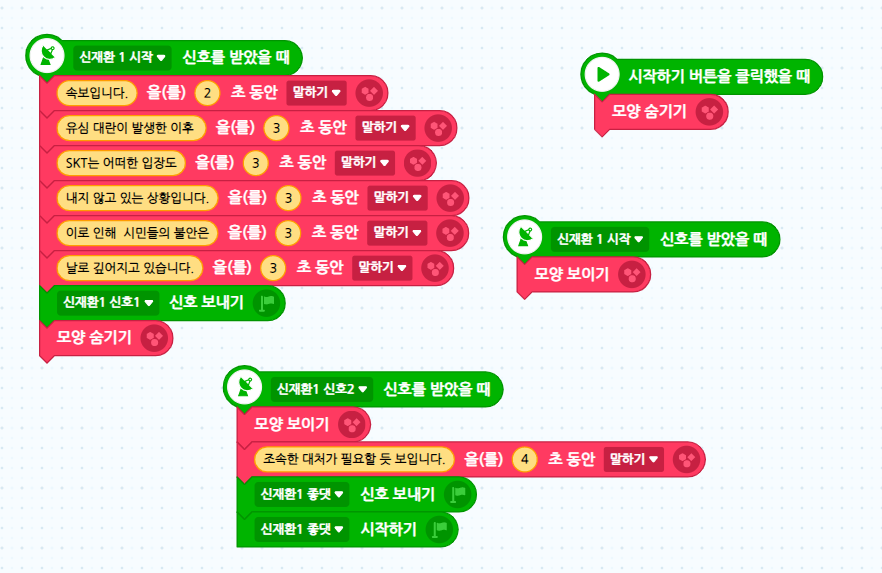 신재환 1 시작 신호를 받았을 때
속보입니다. 을(를) 2 초 동안 말하기
유심 대란이 발생한 이후 을(를) 3 초 동안 말하기
SKT는 어떠한 입장도 을(를) 3 초 동안 말하기
내지 않고 있는 상황입니다. 을(를) 3 초 동안 말하기
이로 인해 시민들의 불안은 을(를) 3 초 동안 말하기
날로 깊어지고 있습니다. 을(를) 3 초 동안 말하기
신재환1 신호1 신호 보내기
모양 숨기기
시작하기 버튼을 클릭했을 때
모양 숨기기
신재환 1 시작 신호를 받았을 때
모양 보이기
신재환1 신호2 신호를 받았을 때
모양 보이기
조속한 대처가 필요할 듯 보입니다. 을(를) 4 초 동안 말하기
신재환1 좋댓 신호 보내기
신재환1 좋댓 시작하기